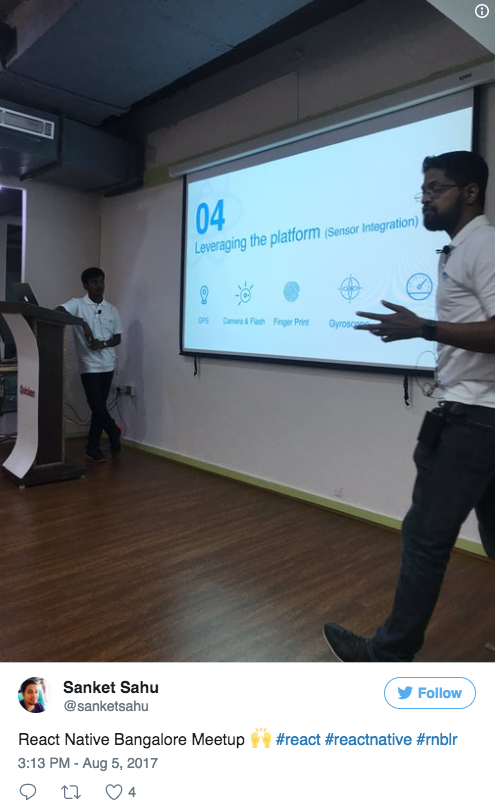 04
Leveraging the platform (Sensor Integration)
GPS
Camera & Flash
Finger Print
Quicken
Sanket Sahu
@sanketsahu
Follow
React Native Bangalore Meetup 🙌 #react #reactnative #rnblr
3:13 PM - Aug 5, 2017
4